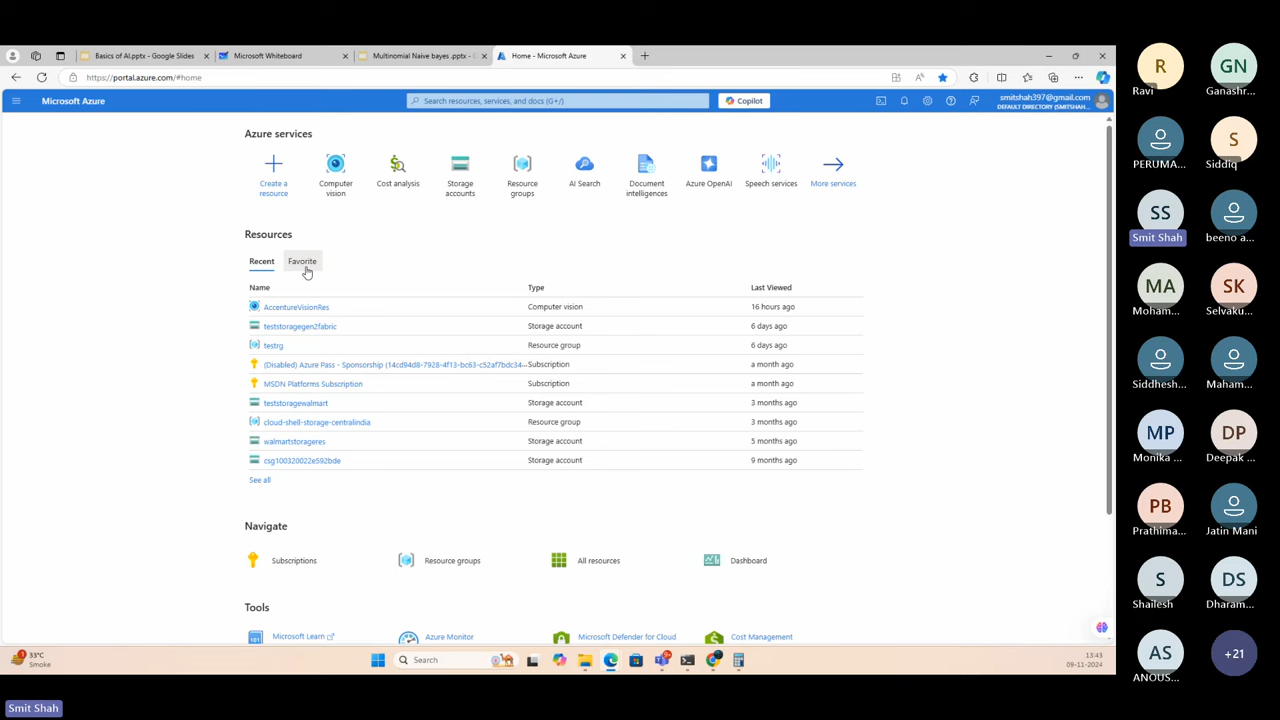 Basics of AI.pptx - Google Slides
Microsoft Whiteboard
Multinomial Naive bayes .pptx - G
Home - Microsoft Azure
https://portal.azure.com/#home
Microsoft Azure
Search resources, services, and docs (G+/)
Copilot
smitshah397@gmail.com
DEFAULT DIRECTORY (SMITSHAH...
Azure services
Create a resource
Computer vision
Cost analysis
Storage accounts
Resource groups
AI Search
Document intelligences
Azure OpenAI
Speech services
More services
Resources
Recent
Favorite
Name Type Last Viewed
AccentureVisionRes Computer vision 16 hours ago
teststoragegen2fabric Storage account 6 days ago
testrg Resource group 6 days ago
(Disabled) Azure Pass - Sponsorship (14cd94d8-7928-4f13-bc63-c52af7bdc34... Subscription a month ago
MSDN Platforms Subscription Subscription a month ago
teststoragewalmart Storage account 3 months ago
cloud-shell-storage-centralindia Resource group 3 months ago
walmartstorageres Storage account 5 months ago
csg100320022e592bde Storage account 9 months ago
See all
Navigate
Subscriptions
Resource groups
All resources
Dashboard
Tools
Microsoft Learn
Azure Monitor
Microsoft Defender for Cloud
Cost Management
33°C
Smoke
Search
13:43
09-11-2024
Smit Shah
R
Ravi
GN
Ganashr...
PERUMA...
S
Siddiq
SS
Smit Shah
beeno a...
MA
Moham...
SK
Selvaku...
Siddhesh...
Maham...
MP
Monika ...
DP
Deepak ...
PB
Prathima...
Jatin Mani
S
Shailesh
DS
Dharam...
AS
ANOUS...
+21